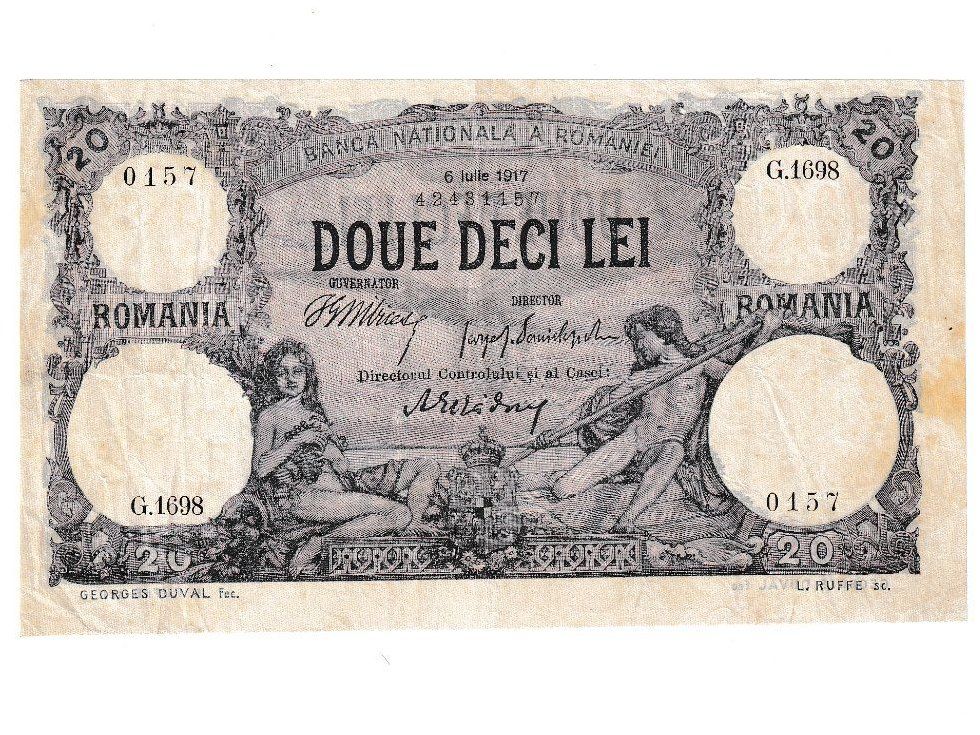 20
20
BANCA NATIONALA A ROMANIEI
0157
G.1698
6 Iulie 1917
42431157
DOUE DECI LEI
GUVERNATOR
DIRECTOR
ROMANIA
ROMANIA
Directorul Controlului şi al Casei:
G.1698
0157
20
20
GEORGES DUVAL fec.
L. RUFFE sc.